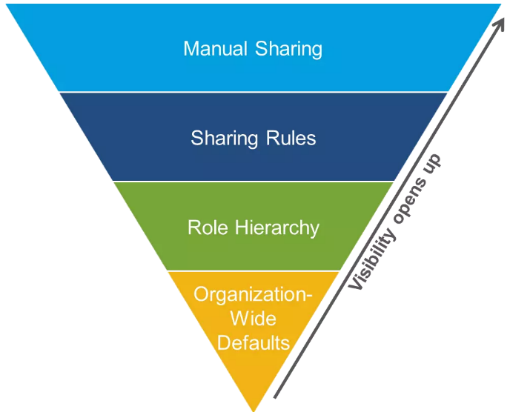 Manual Sharing
Sharing Rules
Role Hierarchy
Organization-
Wide
Defaults
Visibility opens up